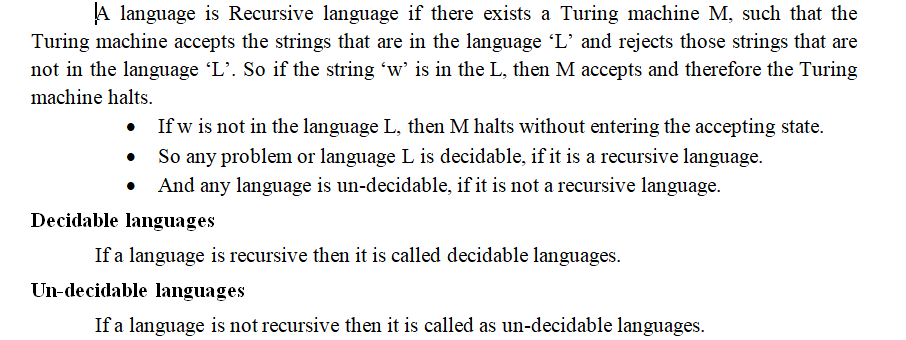 A language is Recursive language if there exists a Turing machine M, such that the
Turing machine accepts the strings that are in the language ‘L’ and rejects those strings that are
not in the language ‘L’. So if the string ‘w’ is in the L, then M accepts and therefore the Turing
machine halts.
• If w is not in the language L, then M halts without entering the accepting state.
• So any problem or language L is decidable, if it is a recursive language.
• And any language is un-decidable, if it is not a recursive language.
Decidable languages
If a language is recursive then it is called decidable languages.
Un-decidable languages
If a language is not recursive then it is called as un-decidable languages.